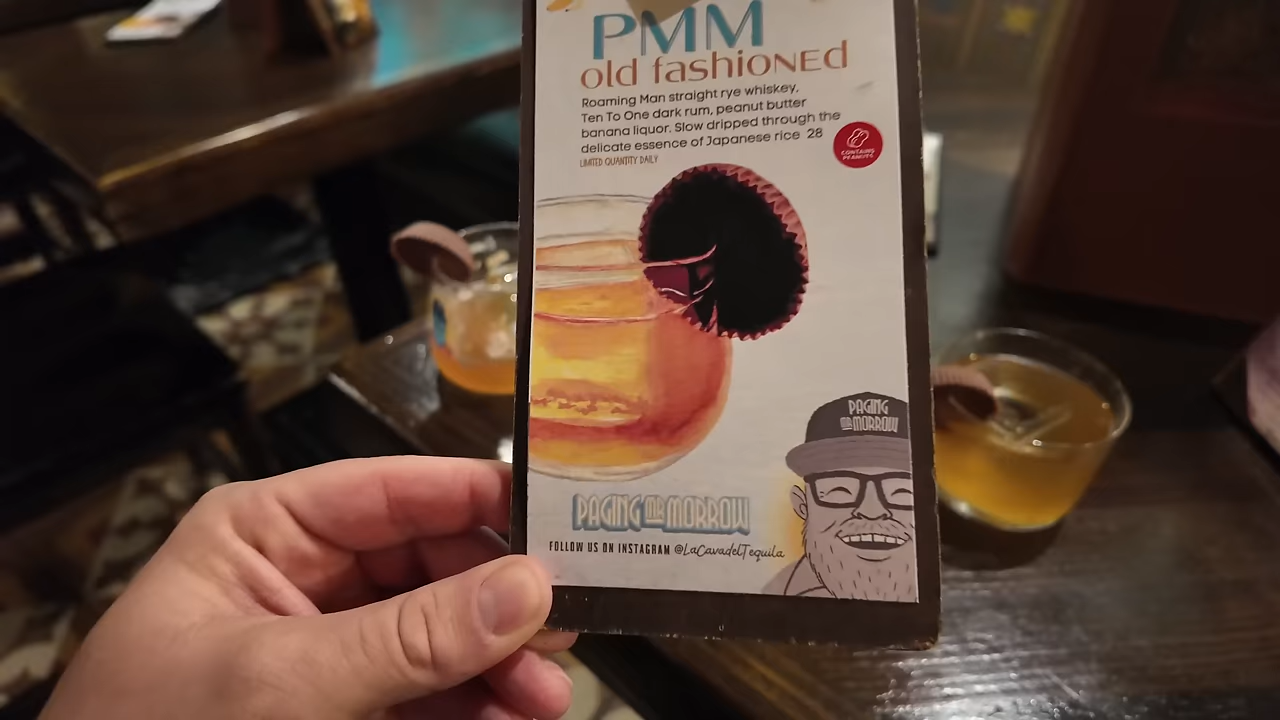 PMM
old fashioned
Roaming Man straight rye whiskey,
Ten To One dark rum, peanut butter
banana liquor. Slow dripped through the
delicate essence of Japanese rice 28
LIMITED QUANTITY DAILY
CONTAINS
PEANUTS
PAGING
MR MORROW
PAGING MR MORROW
FOLLOW US ON INSTAGRAM @LaCavadelTequila